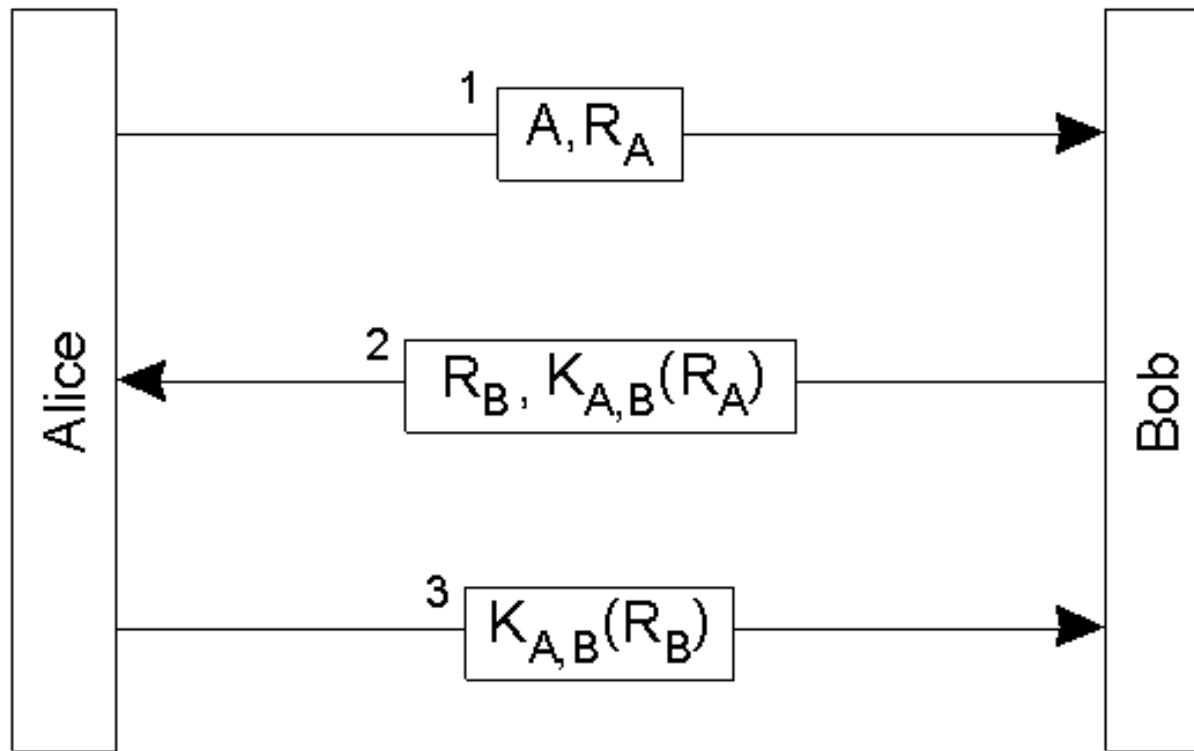 Alice
Bob
1
A, R_A
2
R_B, K_A,B(R_A)
3
K_A,B(R_B)